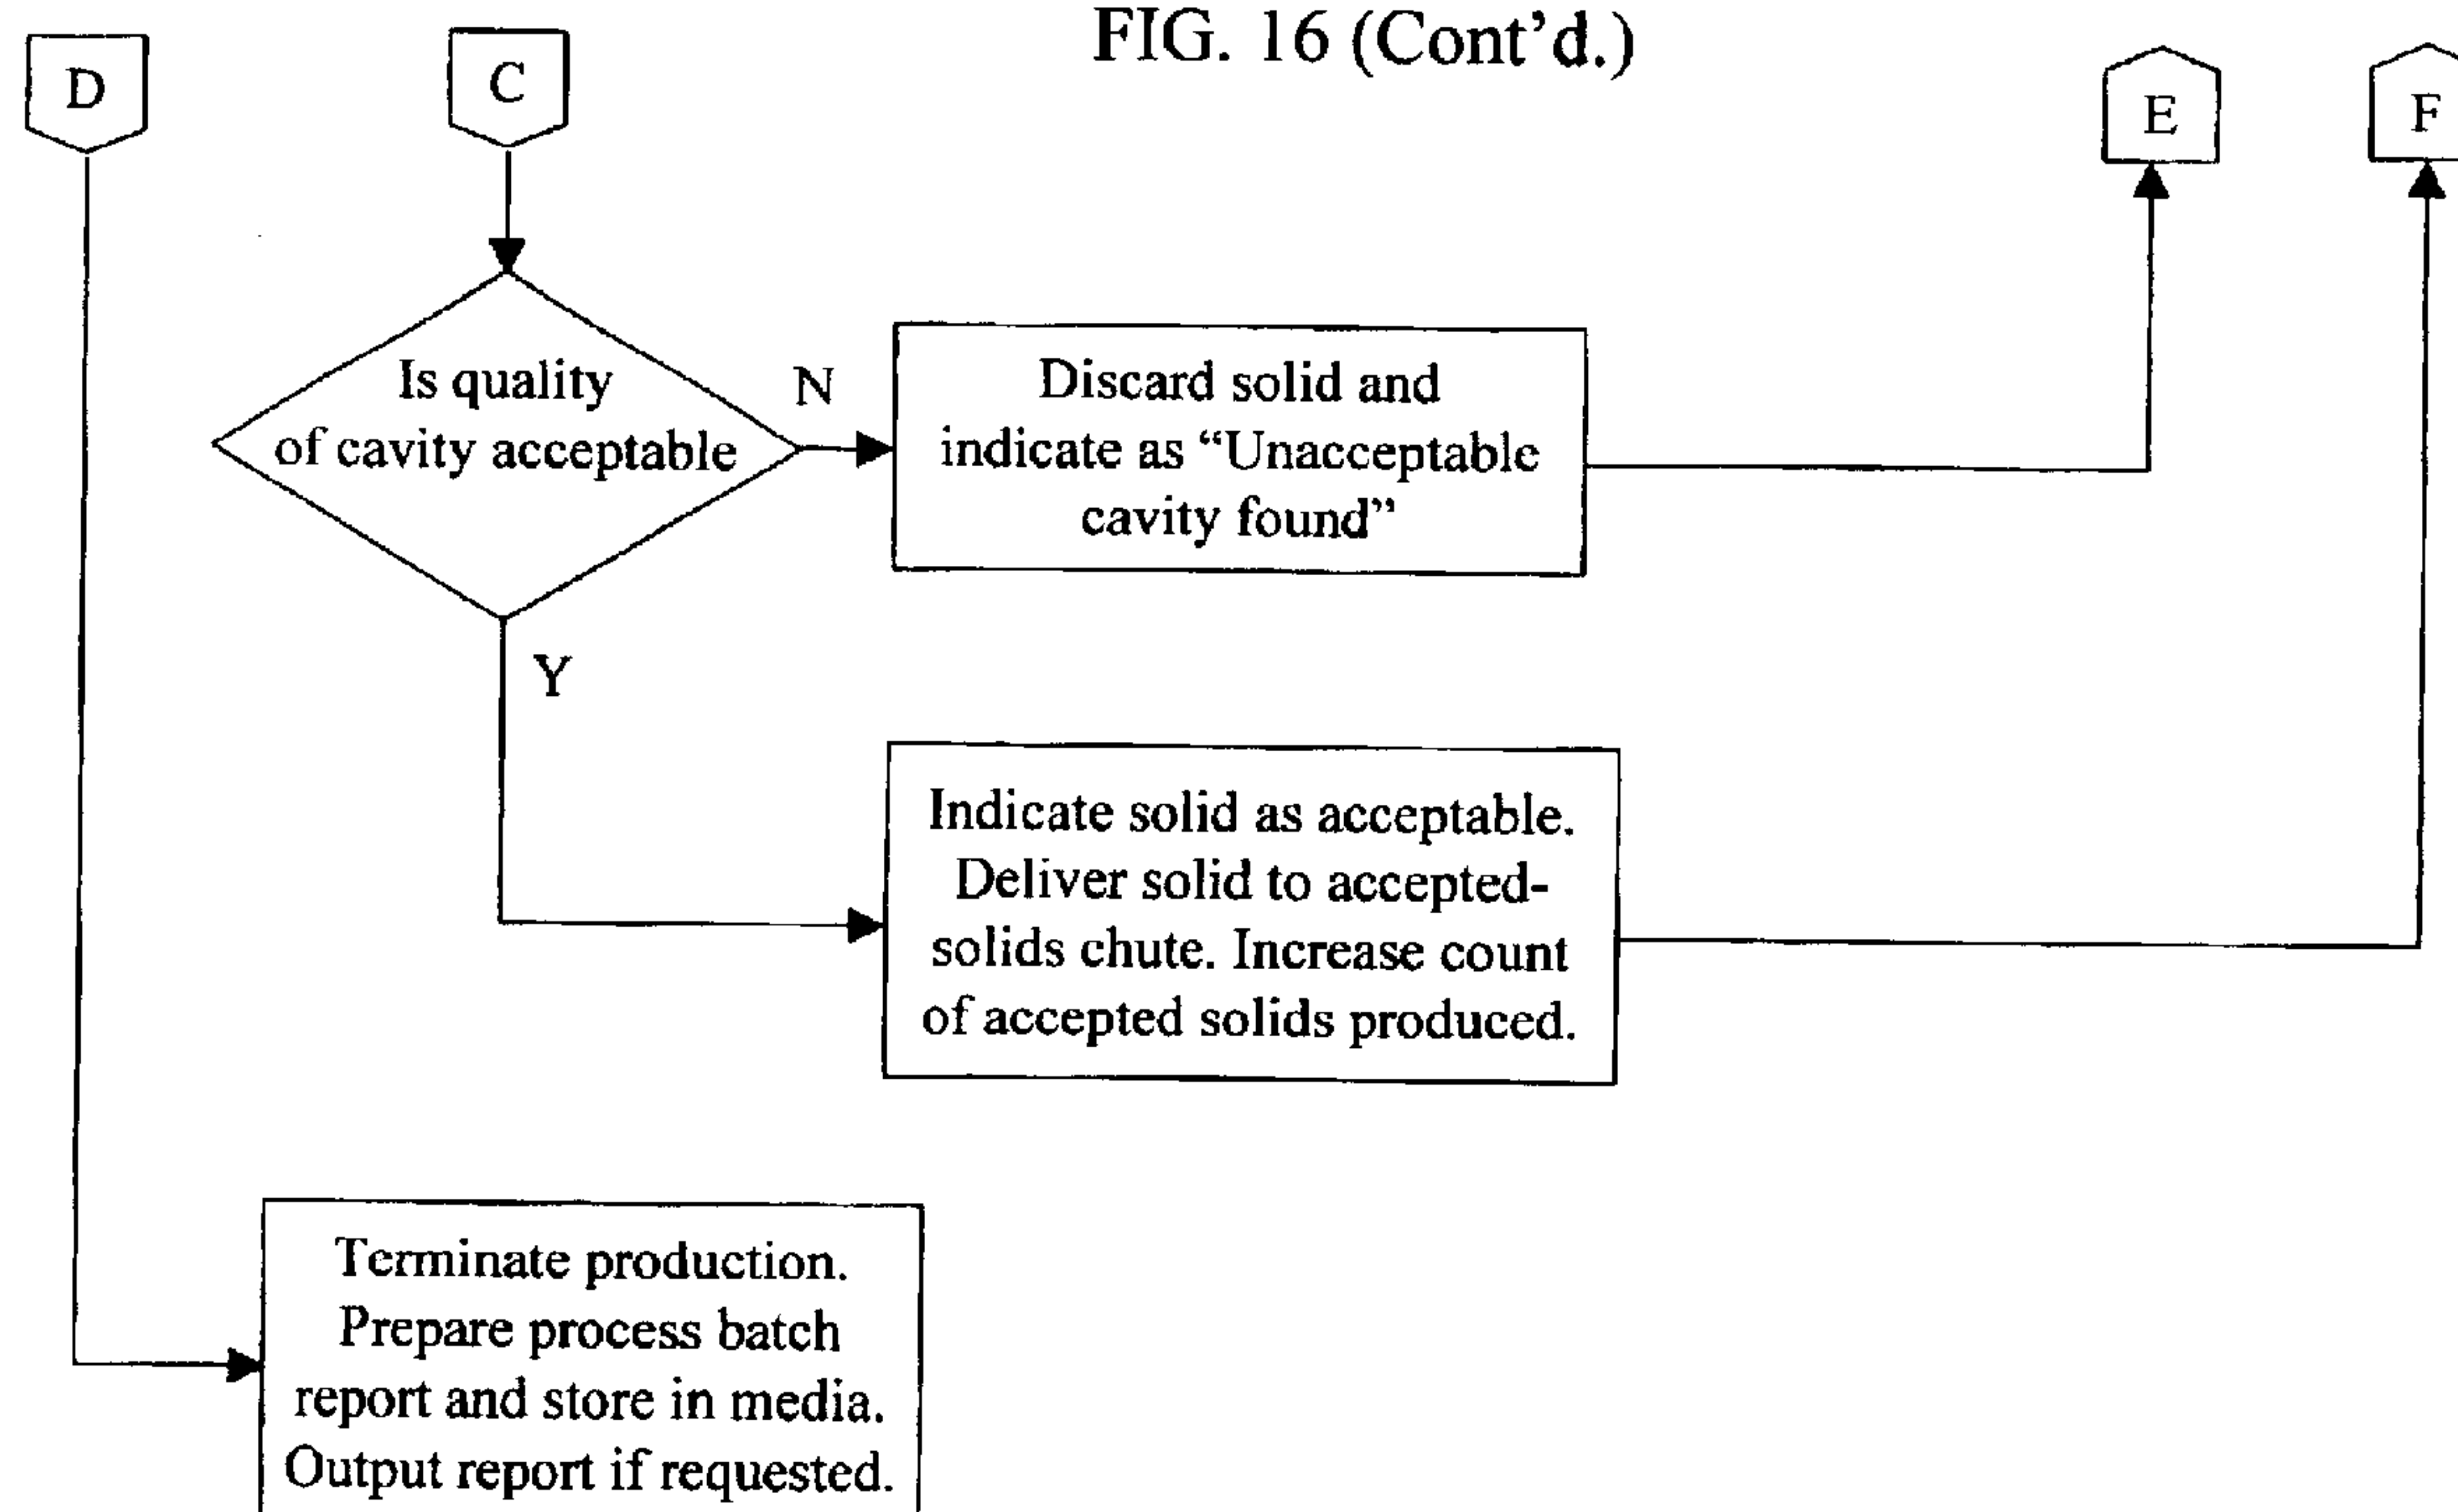 FIG. 16 (Cont'd.)
D
C
E
F
Is quality
of cavity acceptable
N
Discard solid and
indicate as “Unacceptable
cavity found”
Y
Indicate solid as acceptable.
Deliver solid to accepted-
solids chute. Increase count
of accepted solids produced.
Terminate production.
Prepare process batch
report and store in media.
Output report if requested.